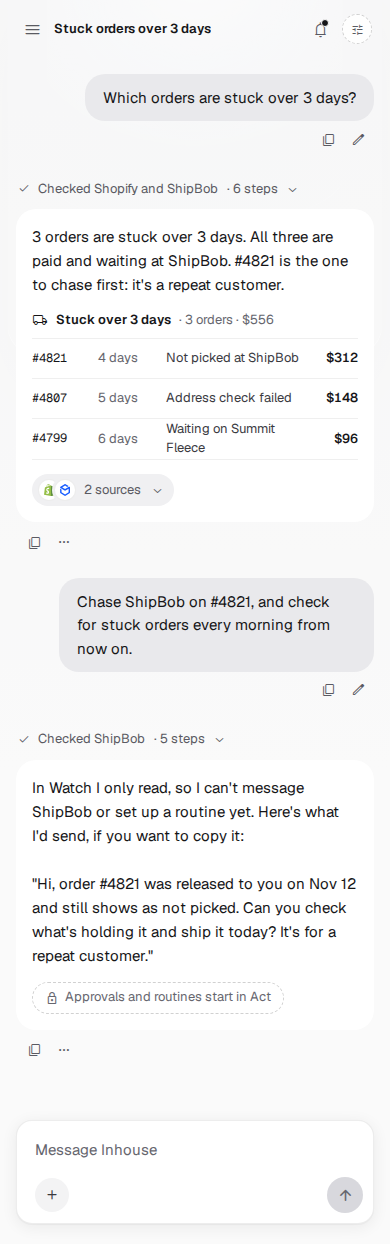 Stuck orders over 3 days
Which orders are stuck over 3 days?
Checked Shopify and ShipBob · 6 steps
3 orders are stuck over 3 days. All three are
paid and waiting at ShipBob. #4821 is the one
to chase first: it's a repeat customer.
Stuck over 3 days · 3 orders · $556
#4821 4 days Not picked at ShipBob $312
#4807 5 days Address check failed $148
#4799 6 days Waiting on Summit Fleece $96
2 sources
Chase ShipBob on #4821, and check
for stuck orders every morning from
now on.
Checked ShipBob · 5 steps
In Watch I only read, so I can't message
ShipBob or set up a routine yet. Here's what
I'd send, if you want to copy it:
"Hi, order #4821 was released to you on Nov 12
and still shows as not picked. Can you check
what's holding it and ship it today? It's for a
repeat customer."
Approvals and routines start in Act
Message Inhouse